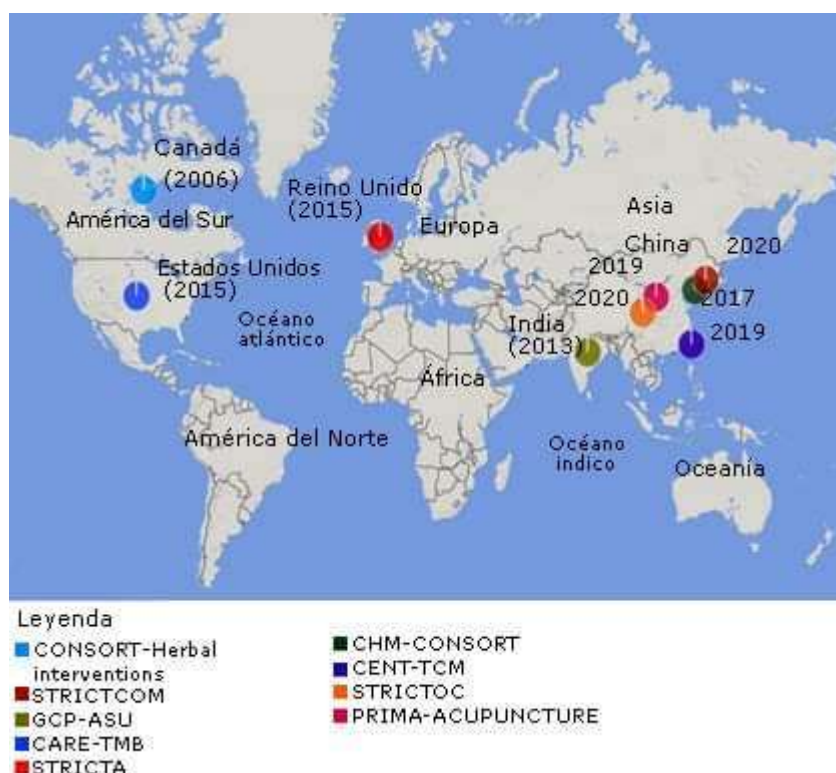 Canadá
(2006)
Reino Unido
(2015)
América del Sur
Europa
Asia
China
2020
2019
Estados Unidos
(2015)
2020
2017
Océano
atlántico
India
(2013)
2019
África
América del Norte
Océano
indico
Oceanía
Leyenda
CONSORT-Herbal
interventions
STRICTCOM
GCP-ASU
CARE-TMB
STRICTA
CHM-CONSORT
CENT-TCM
STRICTOC
PRIMA-ACUPUNCTURE